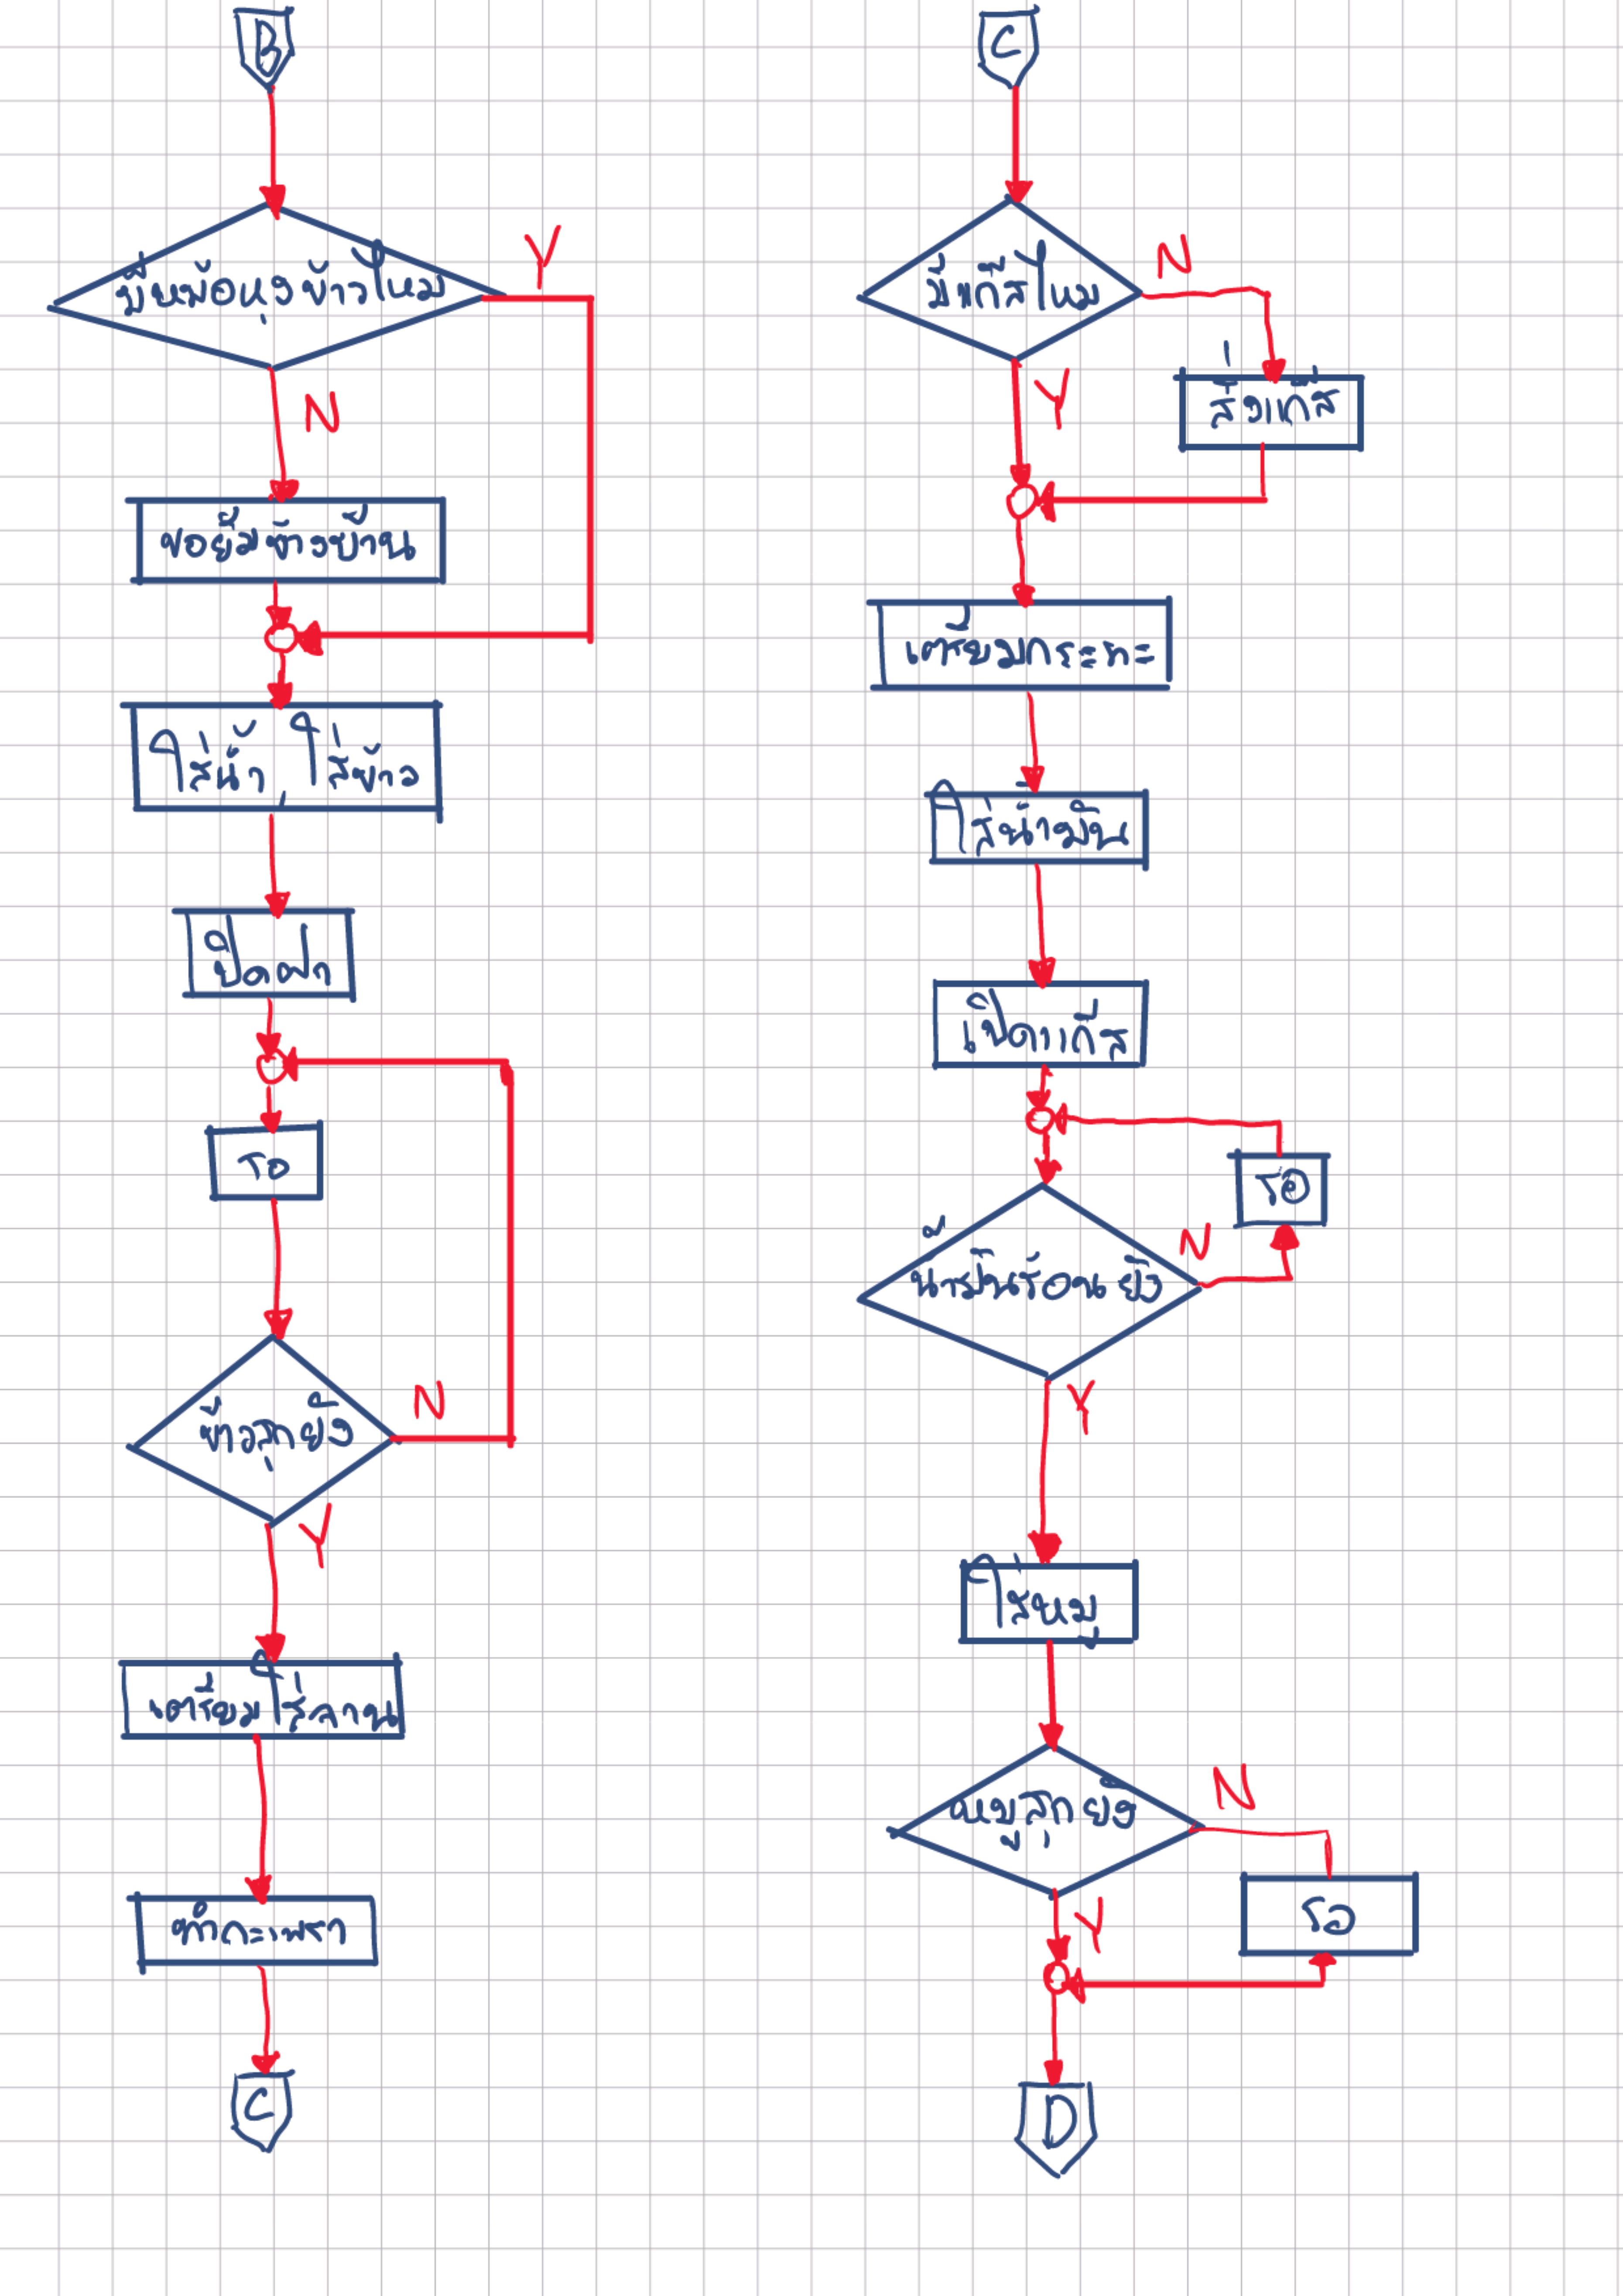 B
มีหม้อหุงข้าวไหม
Y
N
ขอยืมข้างบ้าน
ใส่น้ำ, ใส่ข้าว
ปิดฝา
รอ
ข้าวสุกยัง
N
Y
เตรียมใส่จาน
ทำกะเพรา
C
C
มีแก๊สไหม
N
Y
สั่งแก๊ส
เตรียมกระทะ
ใส่น้ำมัน
เปิดแก๊ส
รอ
น้ำมันร้อนยัง
N
Y
ใส่หมู
หมูสุกยัง
N
Y
รอ
D